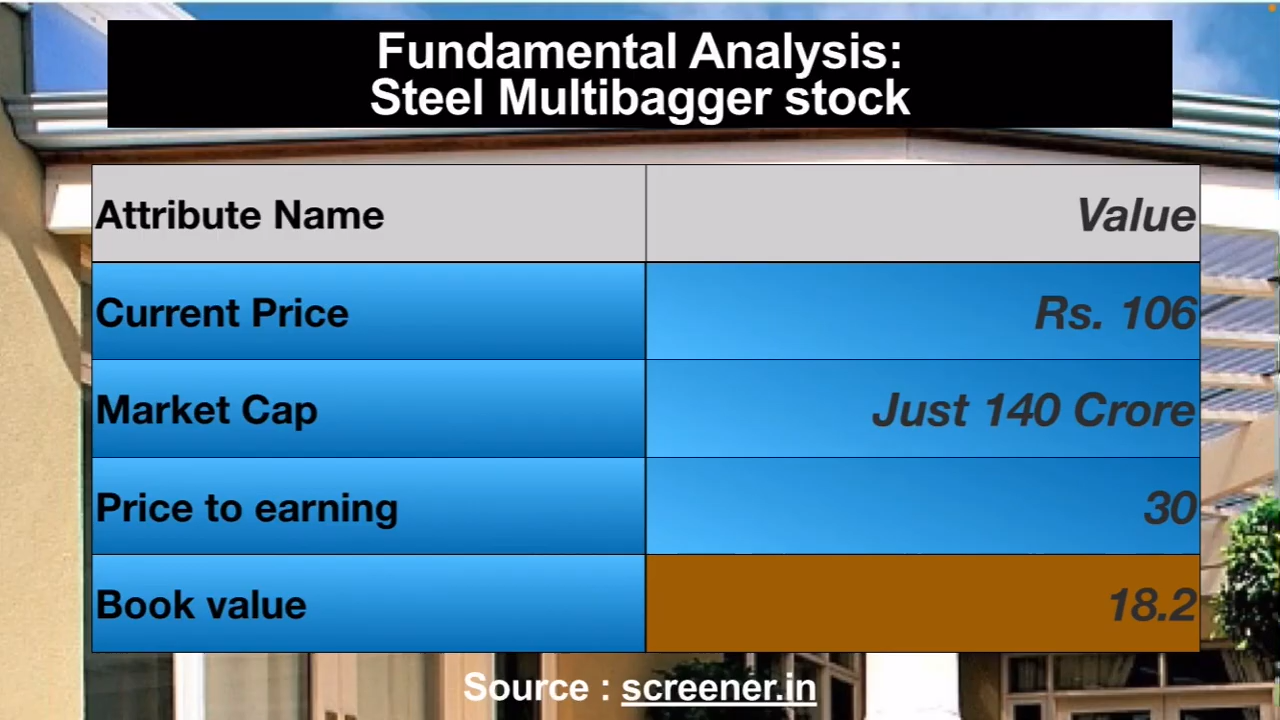 Fundamental Analysis:
Steel Multibagger stock
Attribute Name Value
Current Price Rs. 106
Market Cap Just 140 Crore
Price to earning 30
Book value 18.2
Source : screener.in